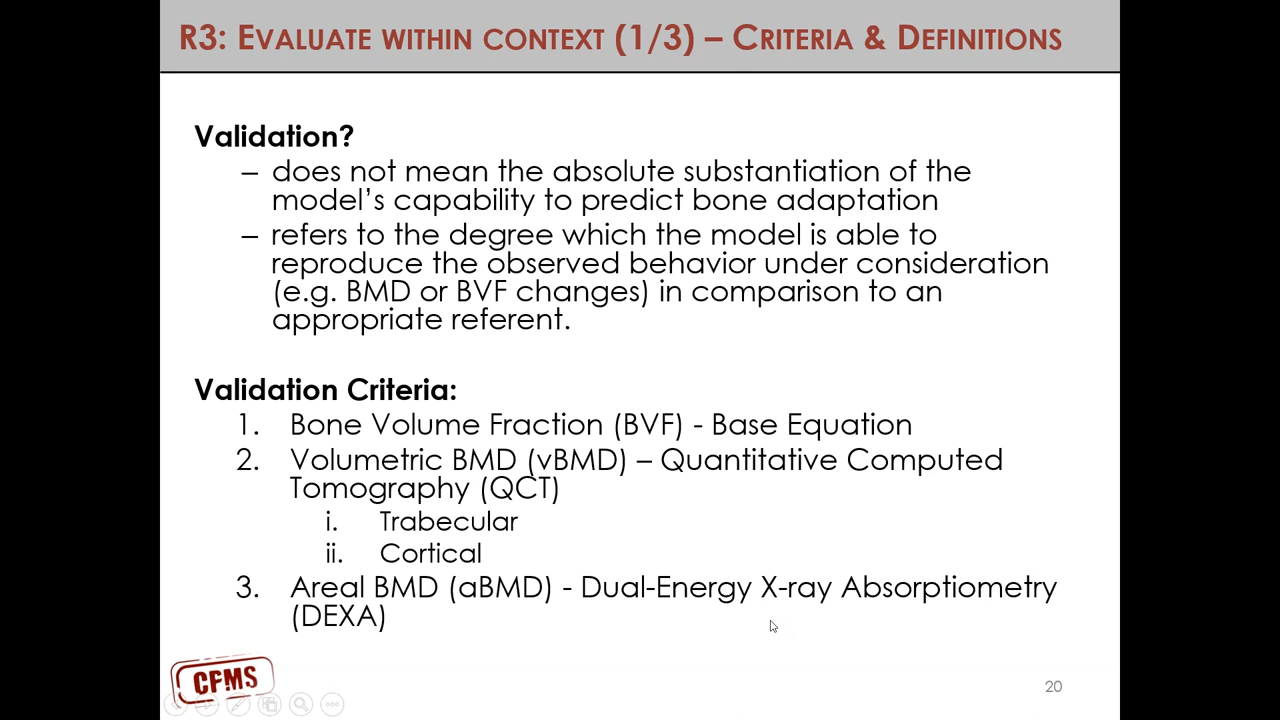 R3: EVALUATE WITHIN CONTEXT (1/3) – CRITERIA & DEFINITIONS
Validation?
– does not mean the absolute substantiation of the
model's capability to predict bone adaptation
– refers to the degree which the model is able to
reproduce the observed behavior under consideration
(e.g. BMD or BVF changes) in comparison to an
appropriate referent.
Validation Criteria:
1. Bone Volume Fraction (BVF) - Base Equation
2. Volumetric BMD (vBMD) – Quantitative Computed
Tomography (QCT)
i. Trabecular
ii. Cortical
3. Areal BMD (aBMD) - Dual-Energy X-ray Absorptiometry
(DEXA)
CFMS
20